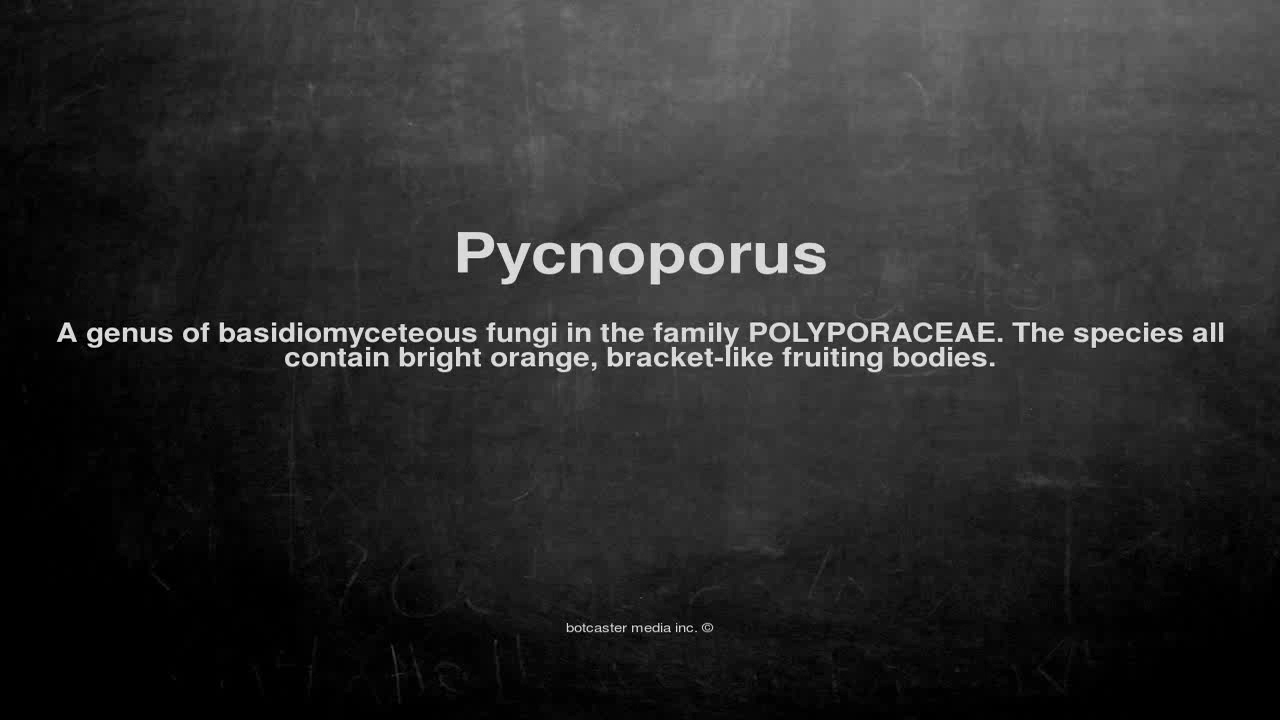 Pycnoporus
A genus of basidiomyceteous fungi in the family POLYPORACEAE. The species all
contain bright orange, bracket-like fruiting bodies.
botcaster media inc. ©